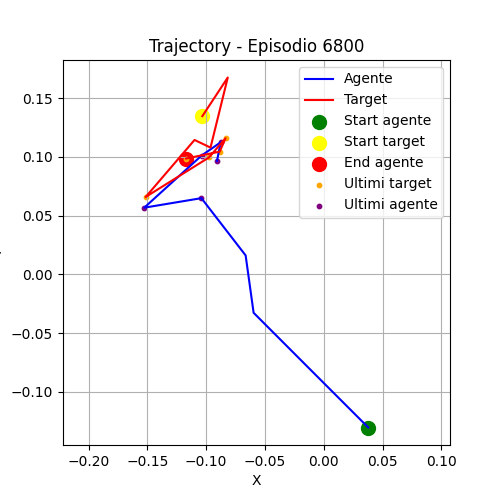 Trajectory - Episodio 6800
Agente
Target
Start agente
Start target
End agente
Ultimi target
Ultimi agente
0.15
0.10
0.05
0.00
−0.05
−0.10
−0.20
−0.15
−0.10
−0.05
0.00
0.05
0.10
X